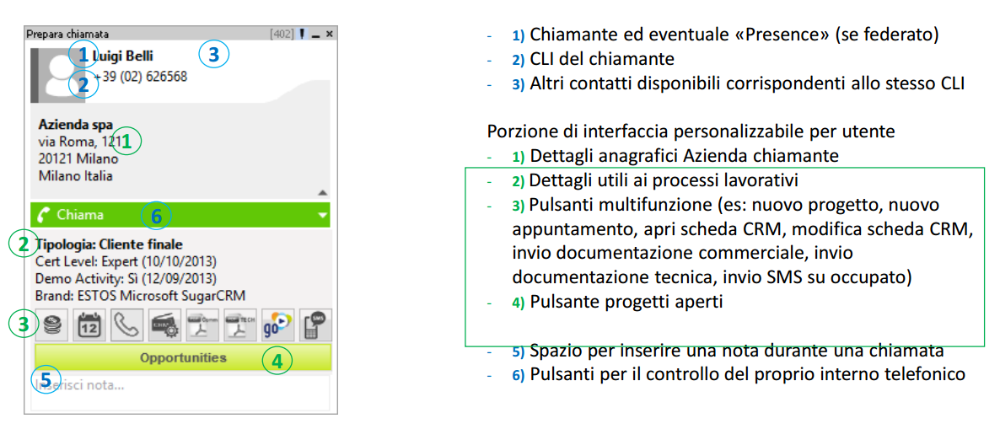 Prepara chiamata [402]
1 Luigi Belli 3
2 +39 (02) 626568
Azienda spa
via Roma, 121 1
20121 Milano
Milano Italia
Chiama 6
2 Tipologia: Cliente finale
Cert Level: Expert (10/10/2013)
Demo Activity: Sì (12/09/2013)
Brand: ESTOS Microsoft SugarCRM
3 12 CRM Comm TECH go SMS
Opportunities 4
5
Inserisci nota...
- 1) Chiamante ed eventuale «Presence» (se federato)
- 2) CLI del chiamante
- 3) Altri contatti disponibili corrispondenti allo stesso CLI
Porzione di interfaccia personalizzabile per utente
- 1) Dettagli anagrafici Azienda chiamante
- 2) Dettagli utili ai processi lavorativi
- 3) Pulsanti multifunzione (es: nuovo progetto, nuovo
appuntamento, apri scheda CRM, modifica scheda CRM,
invio documentazione commerciale, invio
documentazione tecnica, invio SMS su occupato)
- 4) Pulsante progetti aperti
- 5) Spazio per inserire una nota durante una chiamata
- 6) Pulsanti per il controllo del proprio interno telefonico